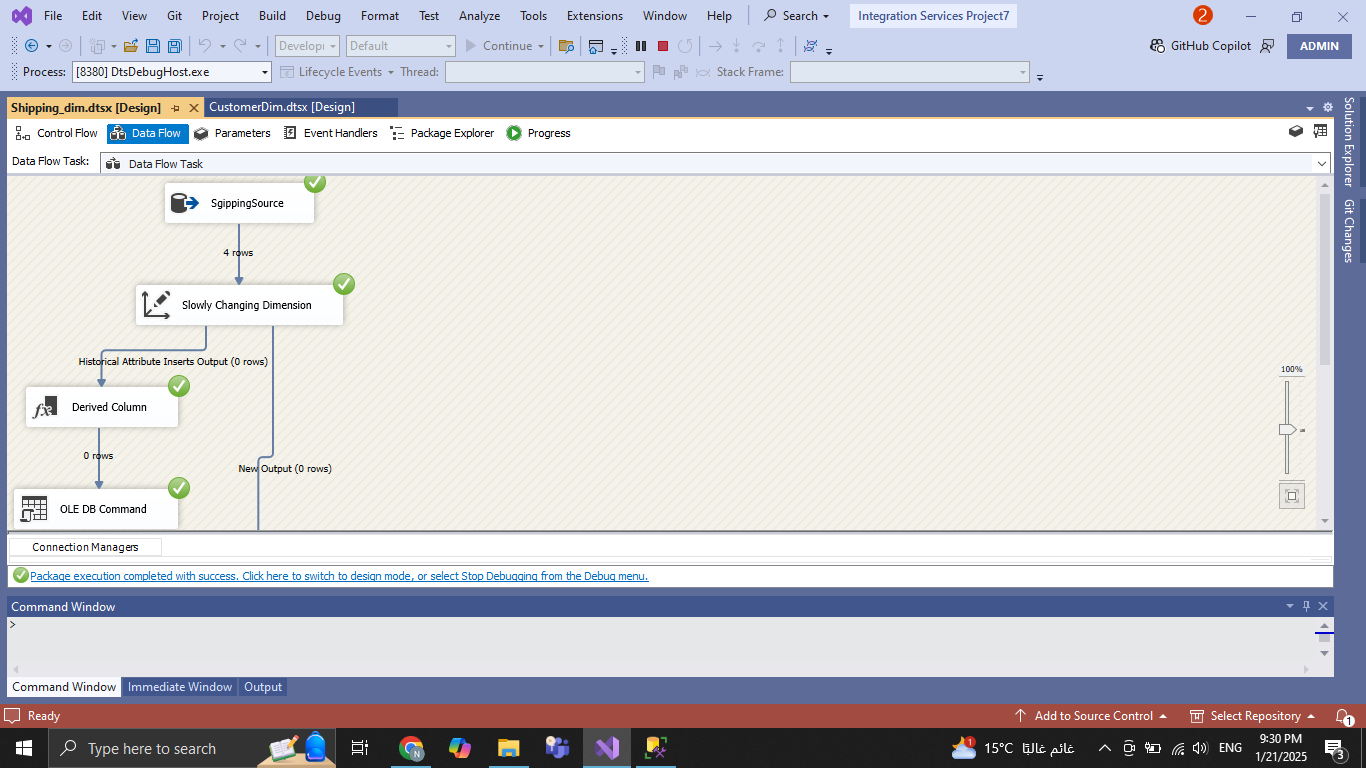 File Edit View Git Project Build Debug Format Test Analyze Tools Extensions Window Help Search Integration Services Project7 2
Develop Default Continue GitHub Copilot ADMIN
Process: [8380] DtsDebugHost.exe Lifecycle Events Thread: Stack Frame:
Shipping_dim.dtsx [Design] CustomerDim.dtsx [Design]
Control Flow Data Flow Parameters Event Handlers Package Explorer Progress
Data Flow Task: Data Flow Task
Solution Explorer
Git Changes
SgippingSource
4 rows
Slowly Changing Dimension
Historical Attribute Inserts Output (0 rows)
100%
fx Derived Column
0 rows
New Output (0 rows)
OLE DB Command
Connection Managers
Package execution completed with success. Click here to switch to design mode, or select Stop Debugging from the Debug menu.
Command Window
>
Command Window Immediate Window Output
Ready Add to Source Control Select Repository 1
Type here to search N 1 15°C غائم غالبًا ENG 9:30 PM
1/21/2025 3